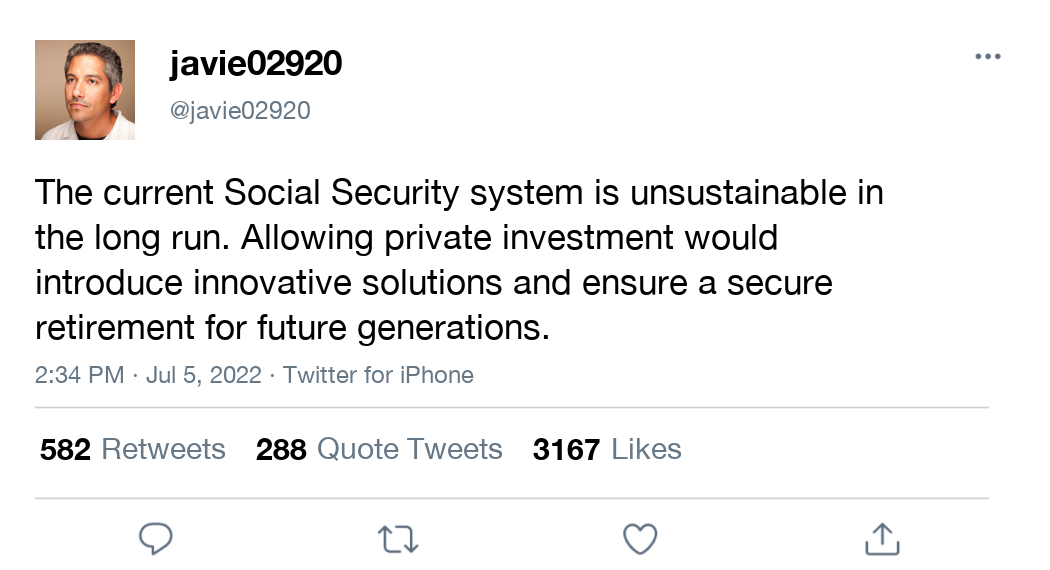 javie02920
@javie02920
The current Social Security system is unsustainable in
the long run. Allowing private investment would
introduce innovative solutions and ensure a secure
retirement for future generations.
2:34 PM · Jul 5, 2022 · Twitter for iPhone
582 Retweets 288 Quote Tweets 3167 Likes